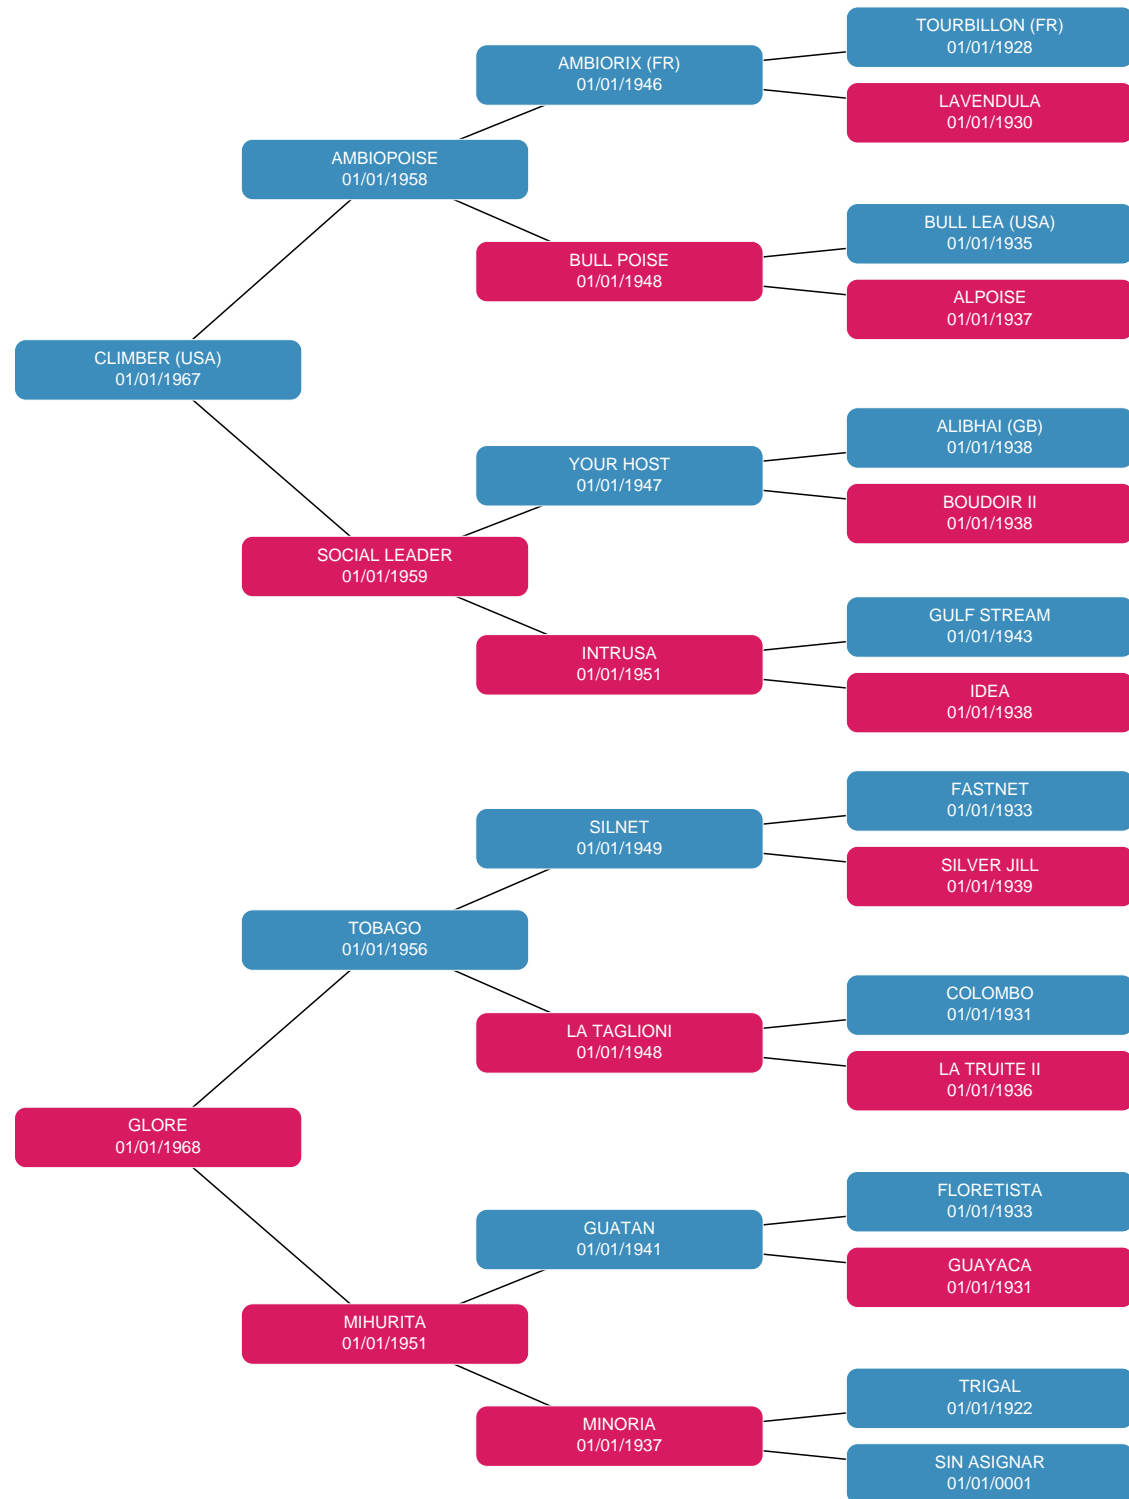 TOURBILLON (FR)
01/01/1928
AMBIORIX (FR)
01/01/1946
LAVENDULA
01/01/1930
AMBIOPOISE
01/01/1958
BULL LEA (USA)
01/01/1935
BULL POISE
01/01/1948
ALPOISE
01/01/1937
CLIMBER (USA)
01/01/1967
ALIBHAI (GB)
01/01/1938
YOUR HOST
01/01/1947
BOUDOIR II
01/01/1938
SOCIAL LEADER
01/01/1959
GULF STREAM
01/01/1943
INTRUSA
01/01/1951
IDEA
01/01/1938
FASTNET
01/01/1933
SILNET
01/01/1949
SILVER JILL
01/01/1939
TOBAGO
01/01/1956
COLOMBO
01/01/1931
LA TAGLIONI
01/01/1948
LA TRUITE II
01/01/1936
GLORE
01/01/1968
FLORETISTA
01/01/1933
GUATAN
01/01/1941
GUAYACA
01/01/1931
MIHURITA
01/01/1951
TRIGAL
01/01/1922
MINORIA
01/01/1937
SIN ASIGNAR
01/01/0001